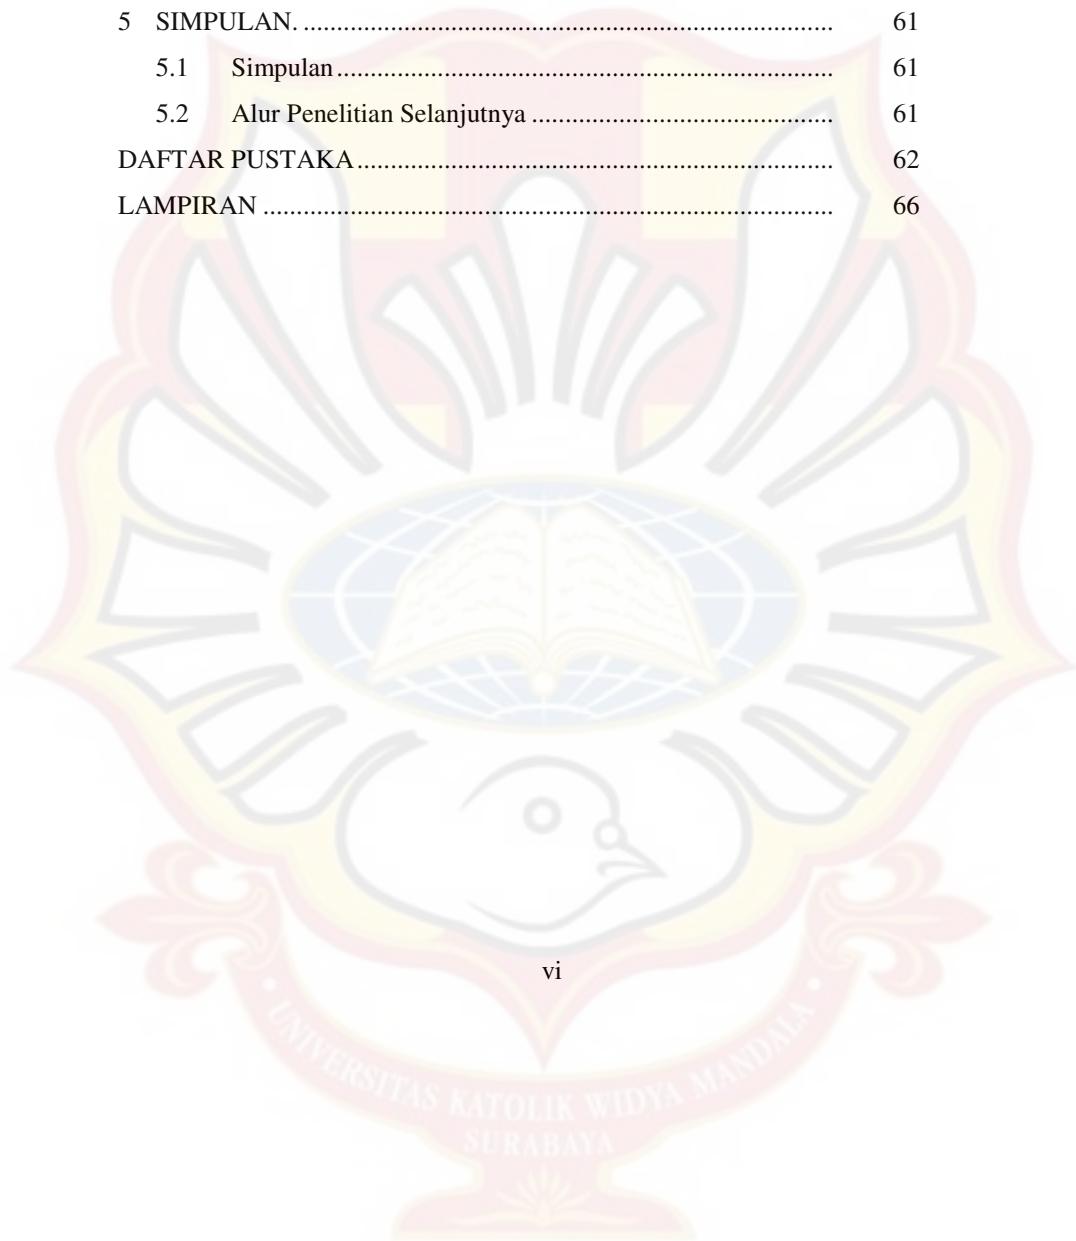 5 SIMPULAN. .................................................................................. 61
5.1 Simpulan............................................................................. 61
5.2 Alur Penelitian Selanjutnya ............................................... 61
DAFTAR PUSTAKA.......................................................................... 62
LAMPIRAN ........................................................................................ 66
vi
UNIVERSITAS KATOLIK WIDYA MANDALA
SURABAYA